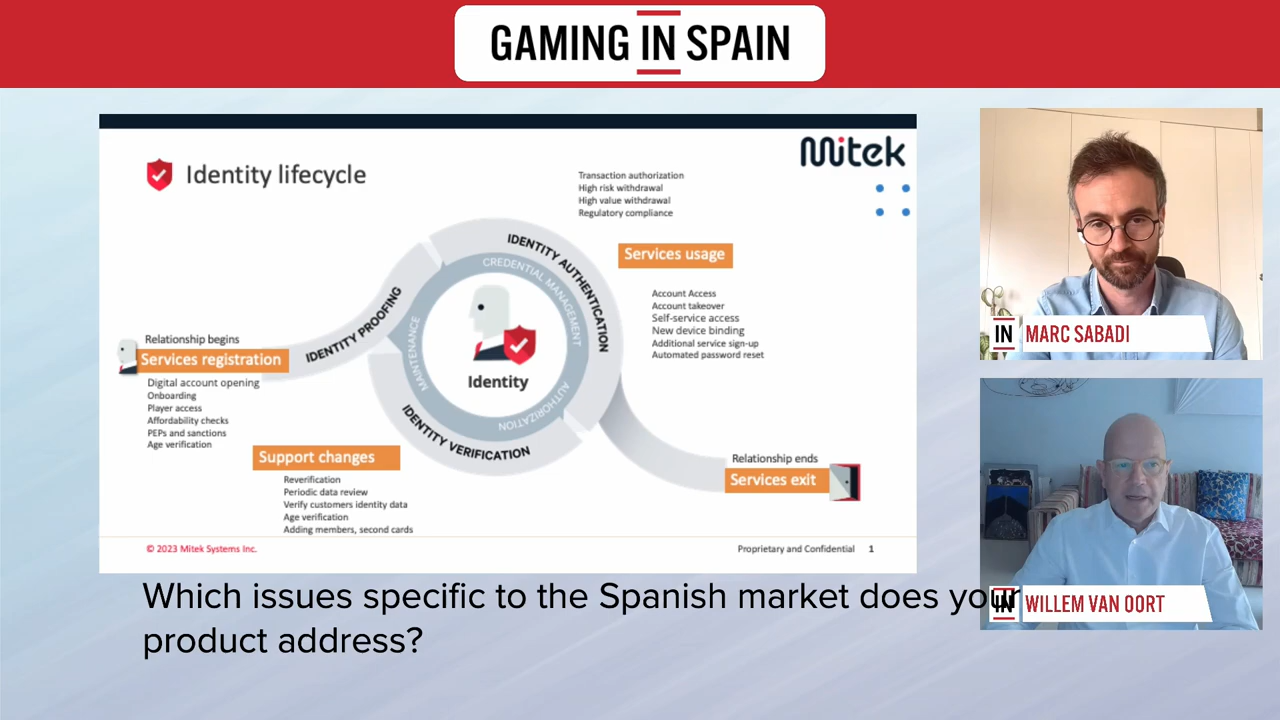 GAMING IN SPAIN
Mitek
Identity lifecycle
Transaction authorization
High risk withdrawal
High value withdrawal
Regulatory compliance
Services usage
Account Access
Account takeover
Self-service access
New device binding
Additional service sign-up
Automated password reset
IDENTITY PROOFING
IDENTITY AUTHENTICATION
IDENTITY VERIFICATION
CREDENTIAL MANAGEMENT
MAINTENANCE
AUTHORIZATION
Identity
Relationship begins
Services registration
Digital account opening
Onboarding
Player access
Affordability checks
PEPs and sanctions
Age verification
Support changes
Reverification
Periodic data review
Verify customers identity data
Age verification
Adding members, second cards
Relationship ends
Services exit
© 2023 Mitek Systems Inc.
Proprietary and Confidential 1
IN MARC SABADI
IN WILLEM VAN OORT
Which issues specific to the Spanish market does your
product address?